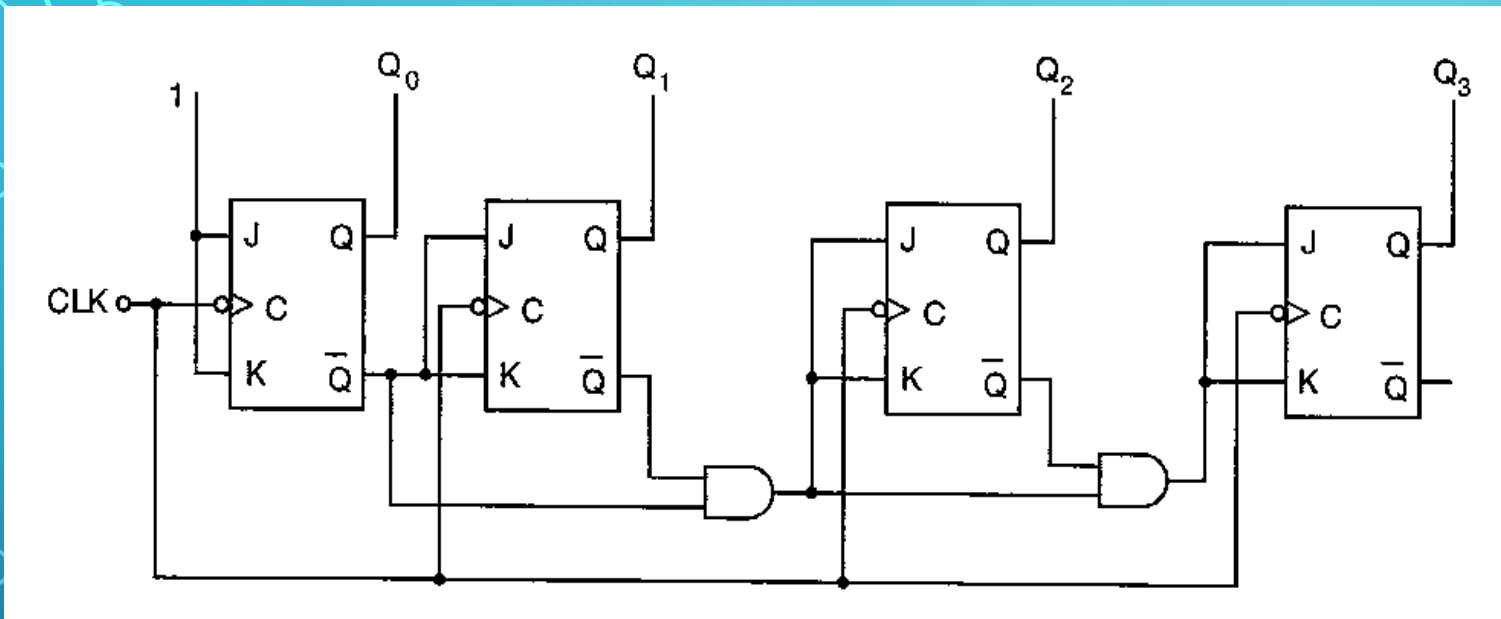 1 Q₀ Q₁ Q₂ Q₃
J Q J Q J Q J Q
CLK C C C C
K Q̅ K Q̅ K Q̅ K Q̅